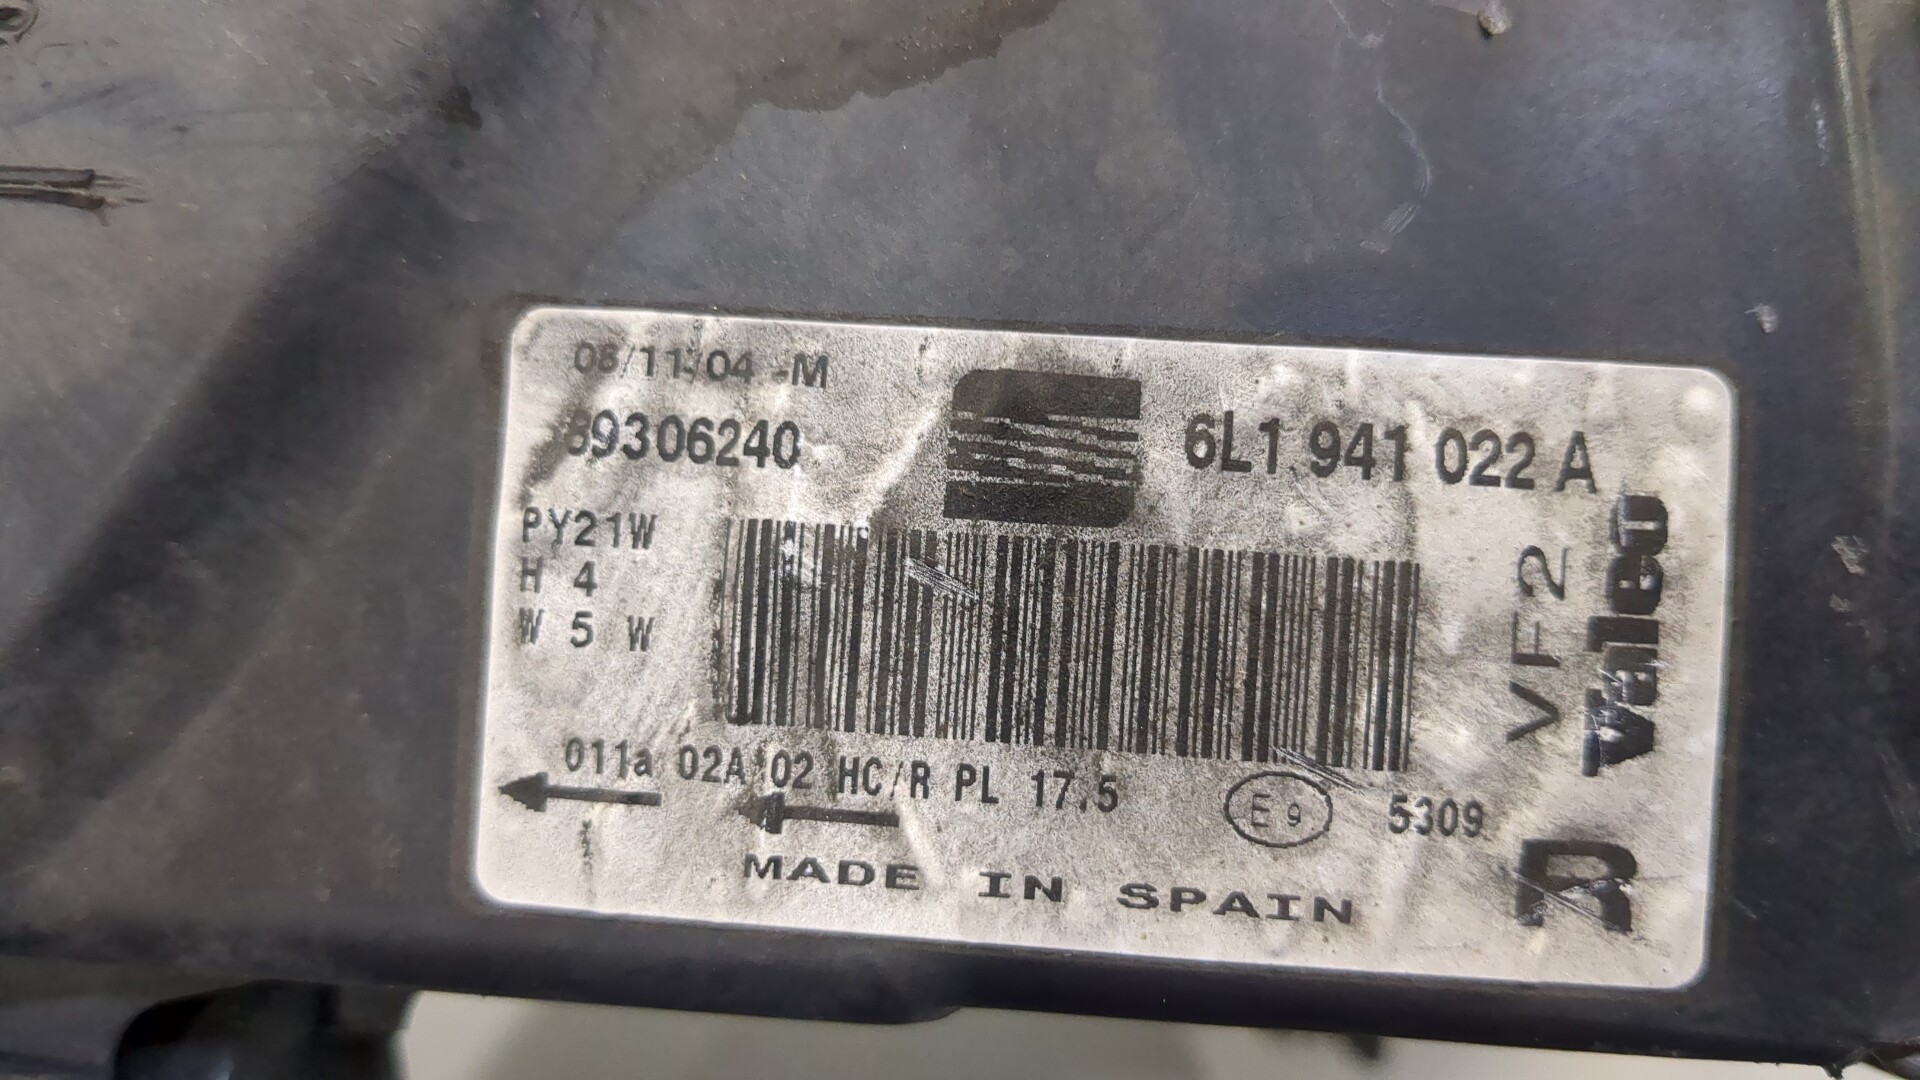 08/11/04 -M
89306240
6L1 941 022 A
PY21W
H 4
W 5 W
VF2
Valeo
011a 02A 02 HC/R PL 17,5
E9
5309
R
MADE IN SPAIN